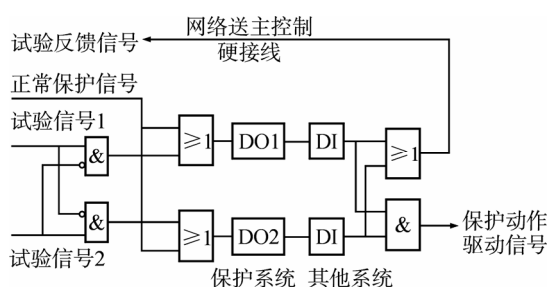 网络送主控制
试验反馈信号
硬接线
正常保护信号
试验信号1
&
≥1
DO1
DI
≥1
&
≥1
DO2
DI
&
保护动作
驱动信号
试验信号2
保护系统 其他系统